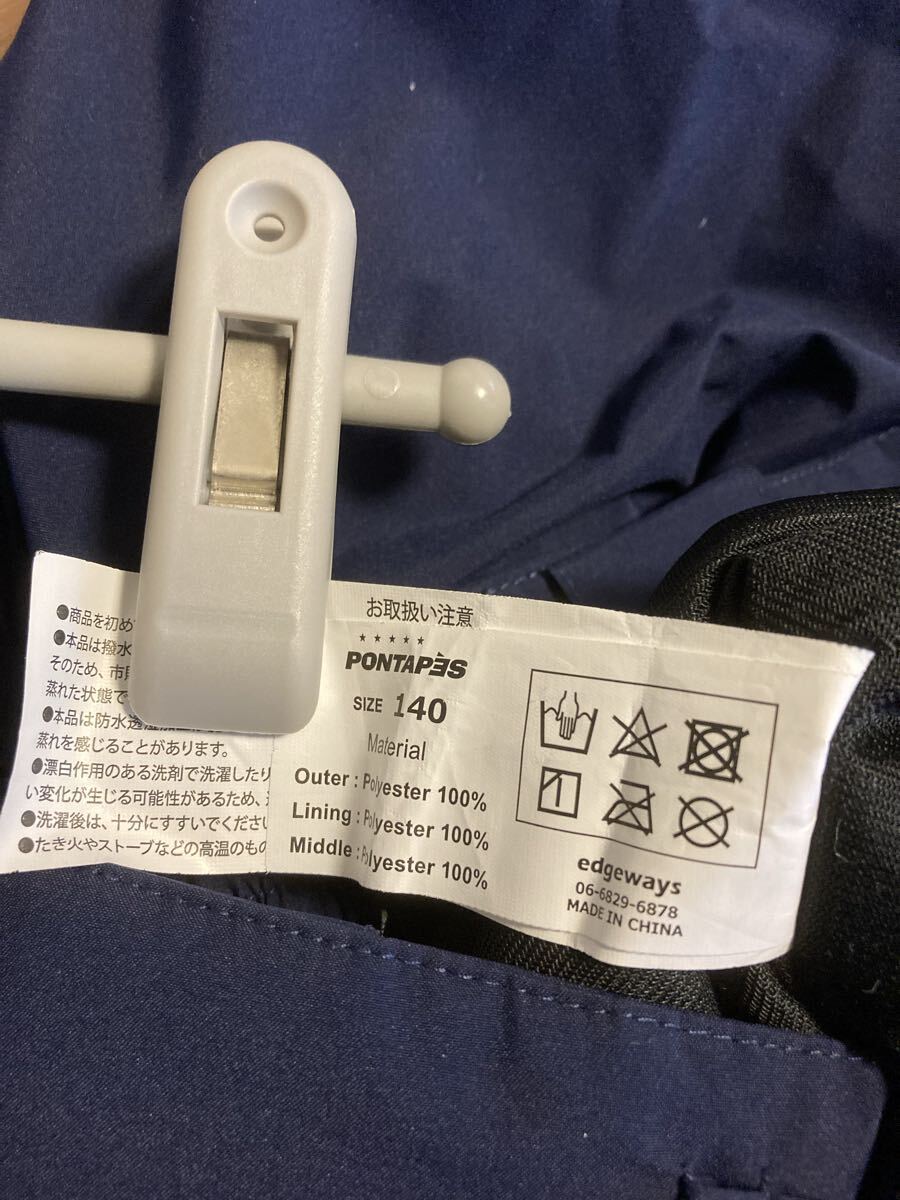 ●商品を初め
●本品は撥水
そのため、市
蒸れた状態で
●本品は防水透湿
蒸れを感じることがあります。
●漂白作用のある洗剤で洗濯したり
い変化が生じる可能性があるため、
●洗濯後は、十分にすすいでください
●たき火やストーブなどの高温のもの
お取扱い注意
PONTAPÈS
SIZE 140
Material
Outer : Polyester 100%
Lining : Polyester 100%
Middle : Polyester 100%
edgeways
06-6829-6878
MADE IN CHINA